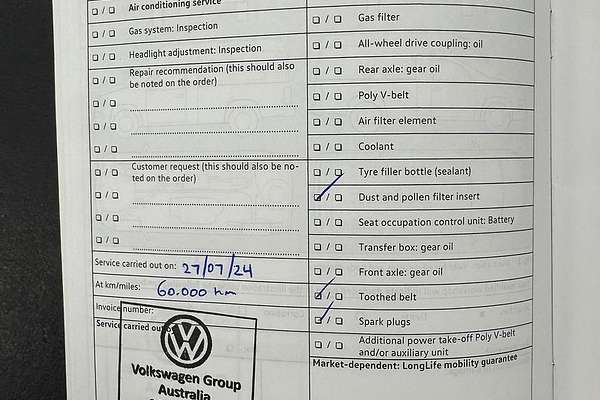 ☐ / ☐ Air conditioning service
☐ / ☐ Gas system: Inspection
☐ / ☐ Headlight adjustment: Inspection
☐ / ☐ Repair recommendation (this should also
be noted on the order)
☐ / ☐ ................................
☐ / ☐ ................................
☐ / ☐ ................................
☐ / ☐ Customer request (this should also be no-
ted on the order)
☐ / ☐ ................................
☐ / ☐ ................................
☐ / ☐ ................................
Service carried out on: 27/07/24
At km/miles: 60.000 km
Invoice number:
Service carried out
Volkswagen Group
Australia
☐ / ☐ Gas filter
☐ / ☐ All-wheel drive coupling: oil
☐ / ☐ Rear axle: gear oil
☐ / ☐ Poly V-belt
☐ / ☐ Air filter element
☐ / ☐ Coolant
☐ / ☐ Tyre filler bottle (sealant)
☑ / ☐ Dust and pollen filter insert
☐ / ☐ Seat occupation control unit: Battery
☐ / ☐ Transfer box: gear oil
☐ / ☐ Front axle: gear oil
☑ / ☐ Toothed belt
☑ / ☐ Spark plugs
☐ / ☐ Additional power take-off Poly V-belt
and/or auxiliary unit
Market-dependent: LongLife mobility guarantee